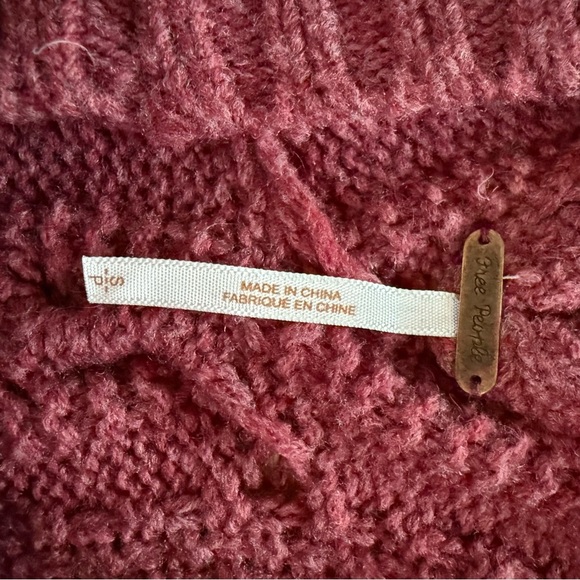 S
P
MADE IN CHINA
FABRIQUÉ EN CHINE
Free People